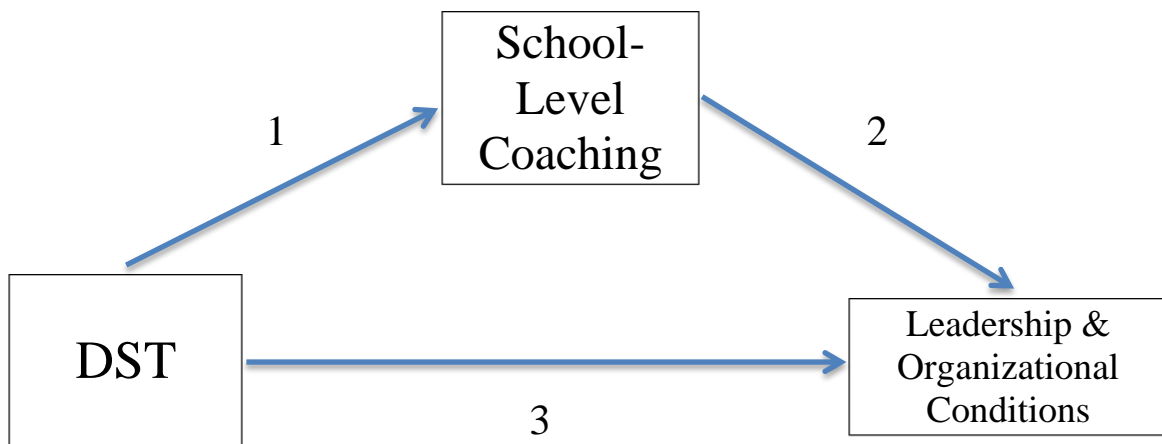 School-
Level
Coaching
1
2
DST
Leadership &
Organizational
Conditions
3